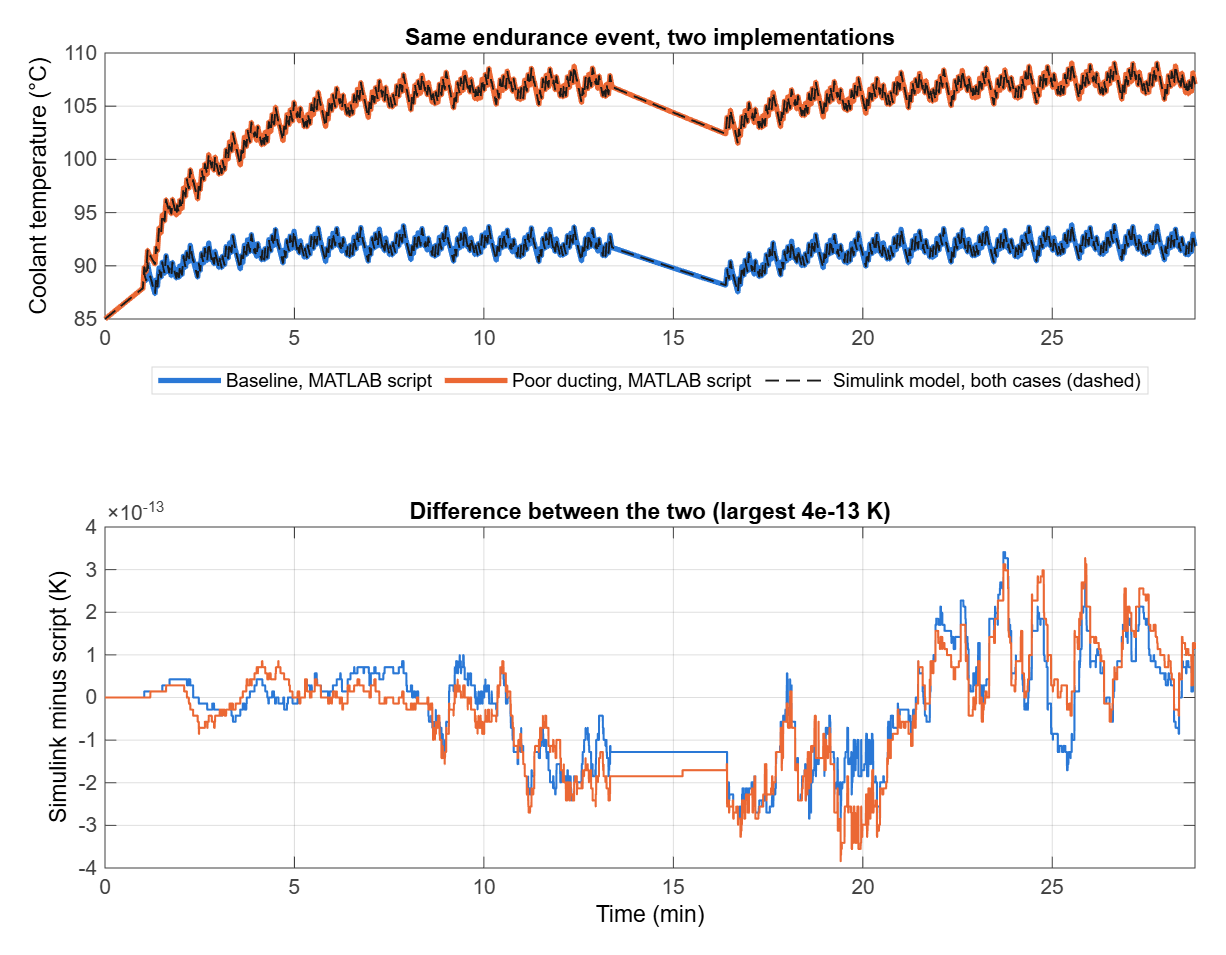 Same endurance event, two implementations
Coolant temperature (°C)
110
105
100
95
90
85
0 5 10 15 20 25
Baseline, MATLAB script Poor ducting, MATLAB script Simulink model, both cases (dashed)
Difference between the two (largest 4e-13 K)
×10-13
Simulink minus script (K)
4
3
2
1
0
-1
-2
-3
-4
0 5 10 15 20 25
Time (min)